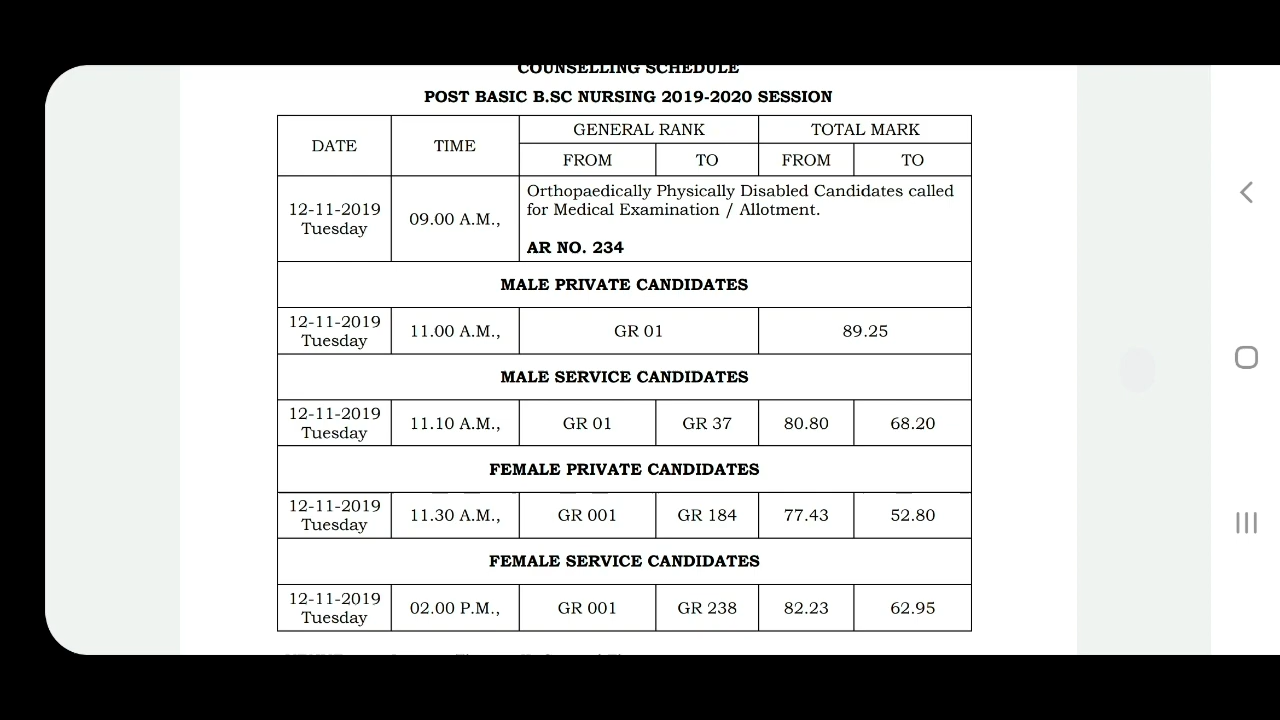 COUNSELLING SCHEDULE
POST BASIC B.SC NURSING 2019-2020 SESSION
DATE TIME GENERAL RANK TOTAL MARK
FROM TO FROM TO
12-11-2019 Tuesday 09.00 A.M., Orthopaedically Physically Disabled Candidates called
for Medical Examination / Allotment.
AR NO. 234
MALE PRIVATE CANDIDATES
12-11-2019 Tuesday 11.00 A.M., GR 01 89.25
MALE SERVICE CANDIDATES
12-11-2019 Tuesday 11.10 A.M., GR 01 GR 37 80.80 68.20
FEMALE PRIVATE CANDIDATES
12-11-2019 Tuesday 11.30 A.M., GR 001 GR 184 77.43 52.80
FEMALE SERVICE CANDIDATES
12-11-2019 Tuesday 02.00 P.M., GR 001 GR 238 82.23 62.95